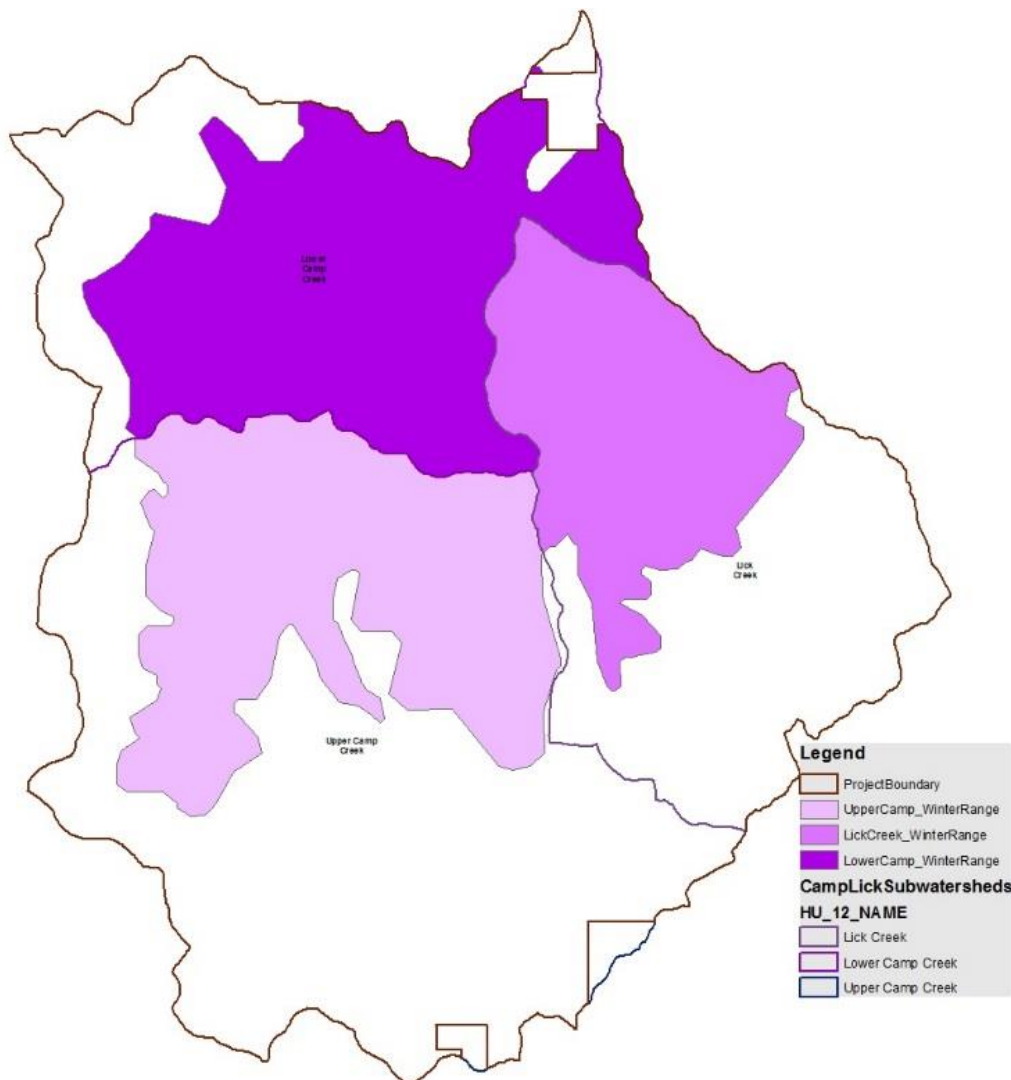 Lower
Camp
Creek
Lick
Creek
Upper Camp
Creek
Legend
ProjectBoundary
UpperCamp_WinterRange
LickCreek_WinterRange
LowerCamp_WinterRange
CampLickSubwatersheds
HU_12_NAME
Lick Creek
Lower Camp Creek
Upper Camp Creek